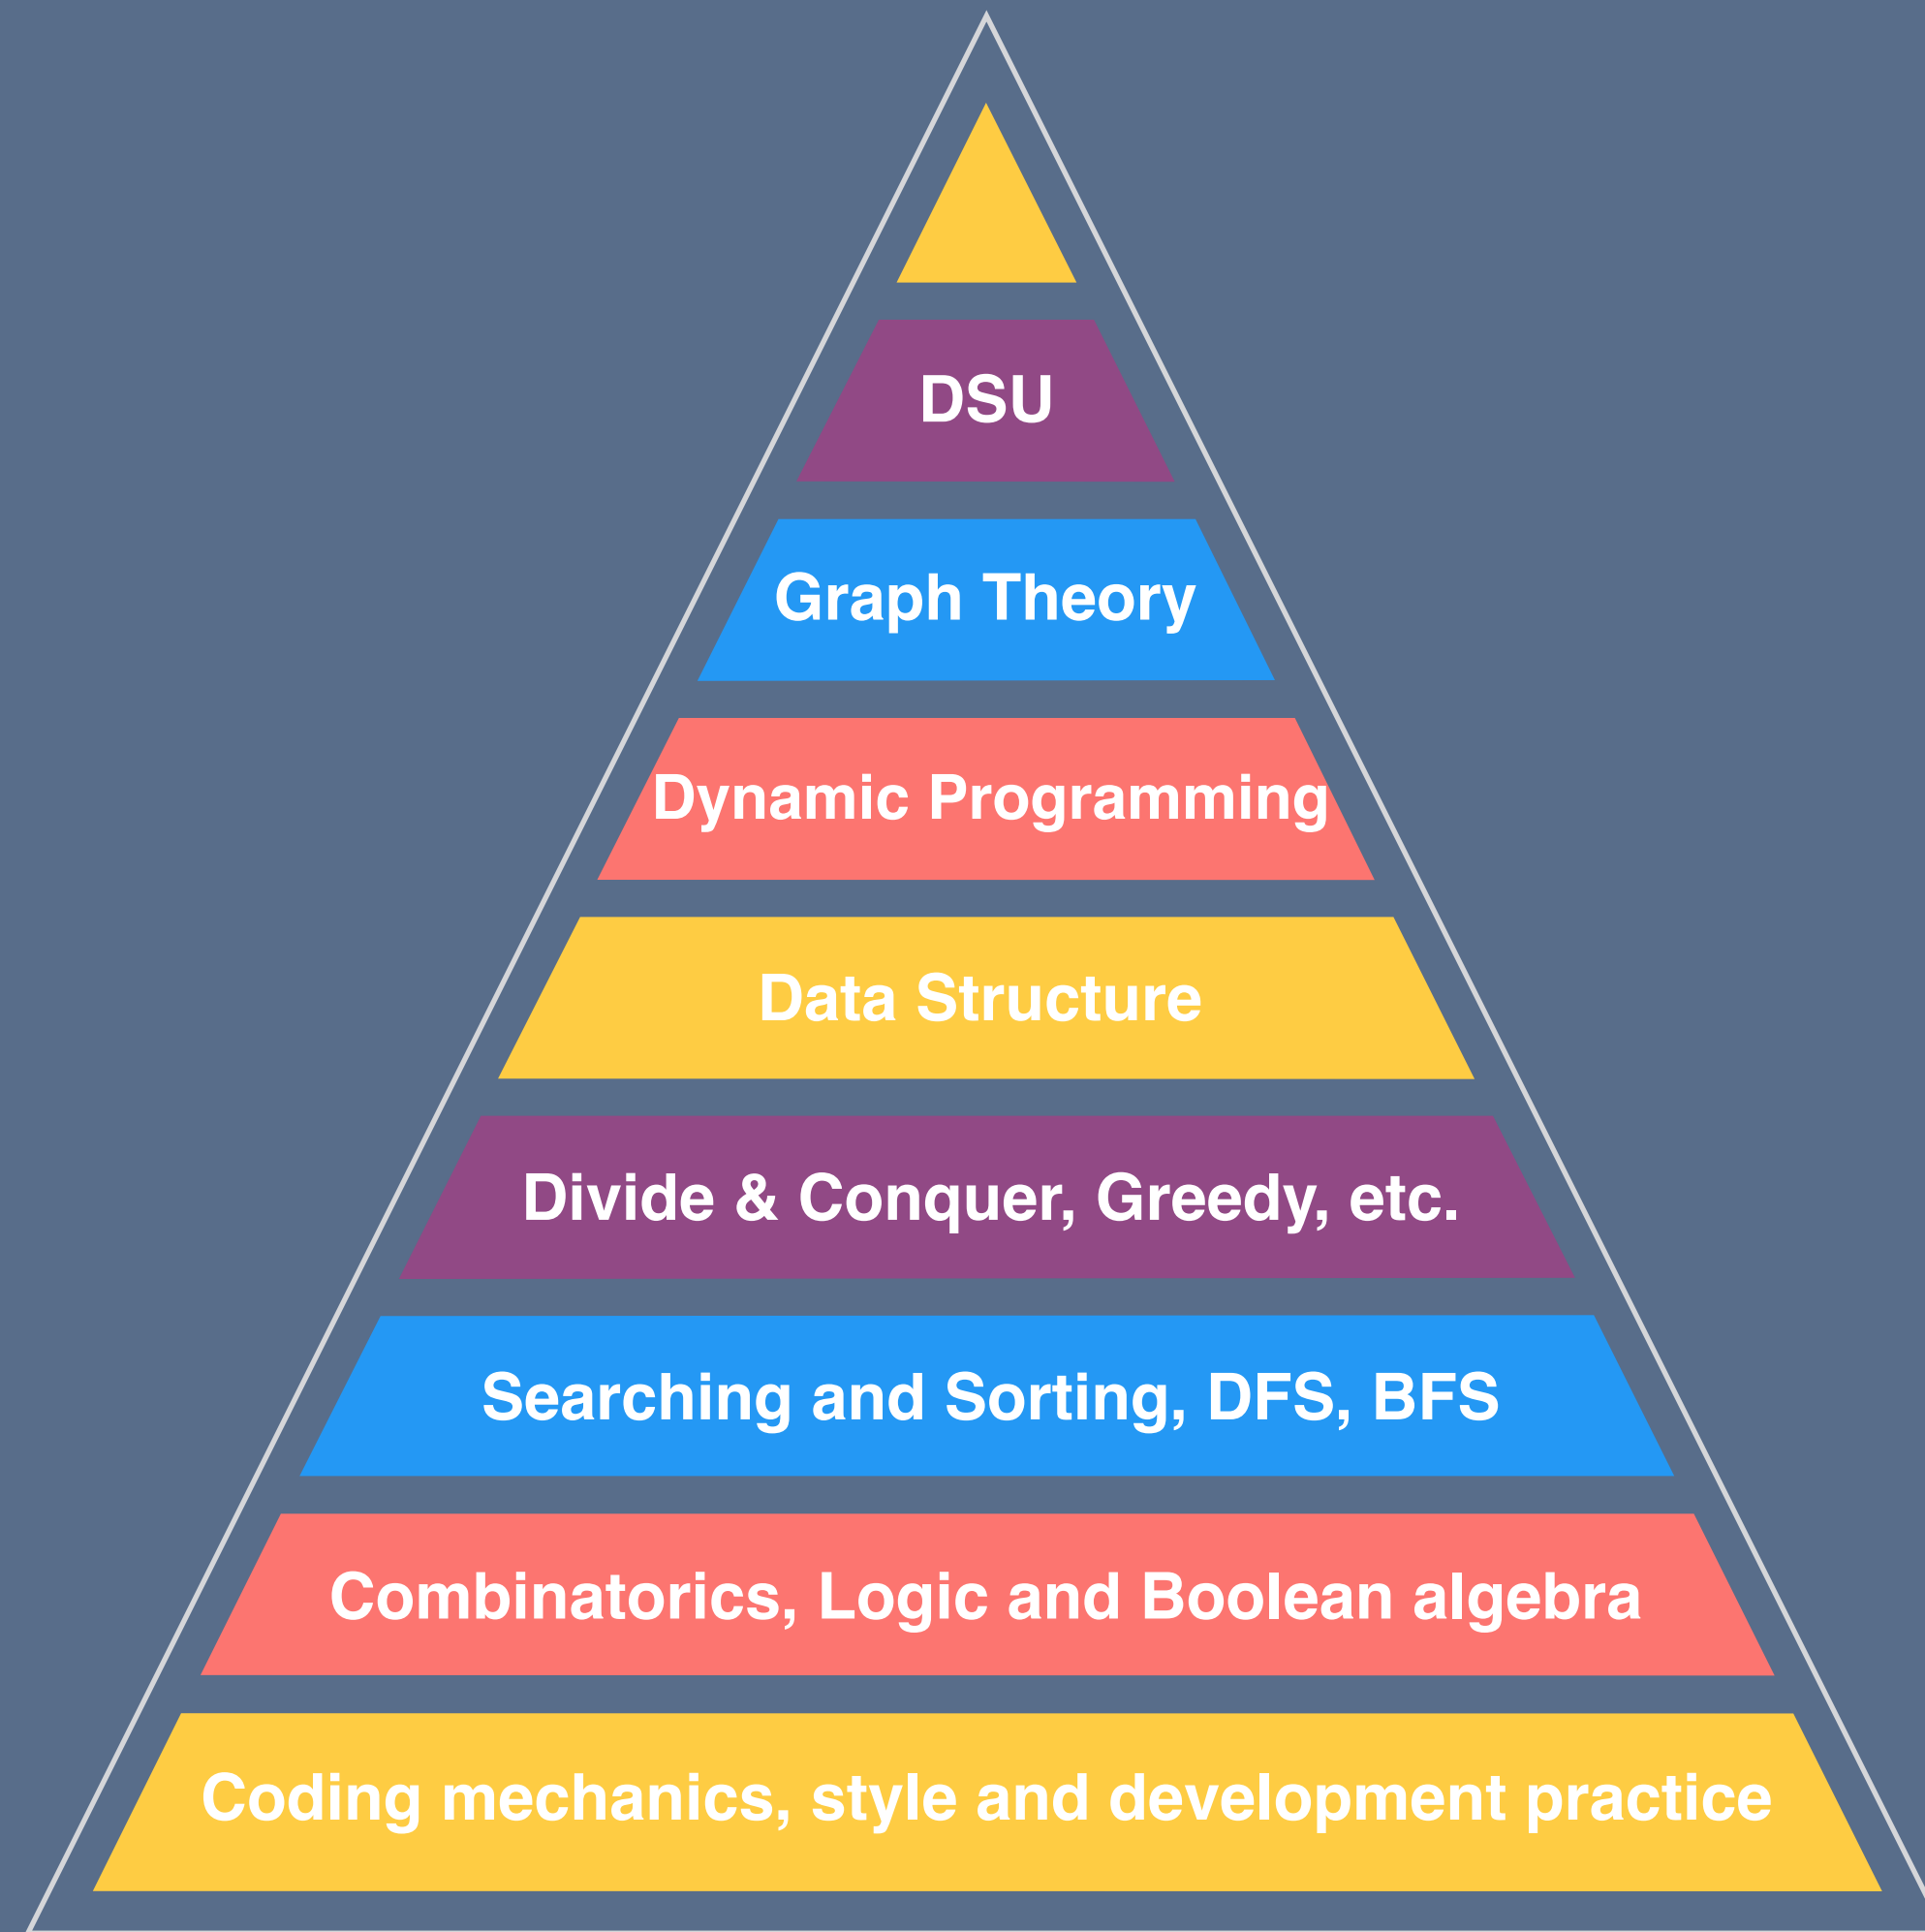 DSU
Graph Theory
Dynamic Programming
Data Structure
Divide & Conquer, Greedy, etc.
Searching and Sorting, DFS, BFS
Combinatorics, Logic and Boolean algebra
Coding mechanics, style and development practice